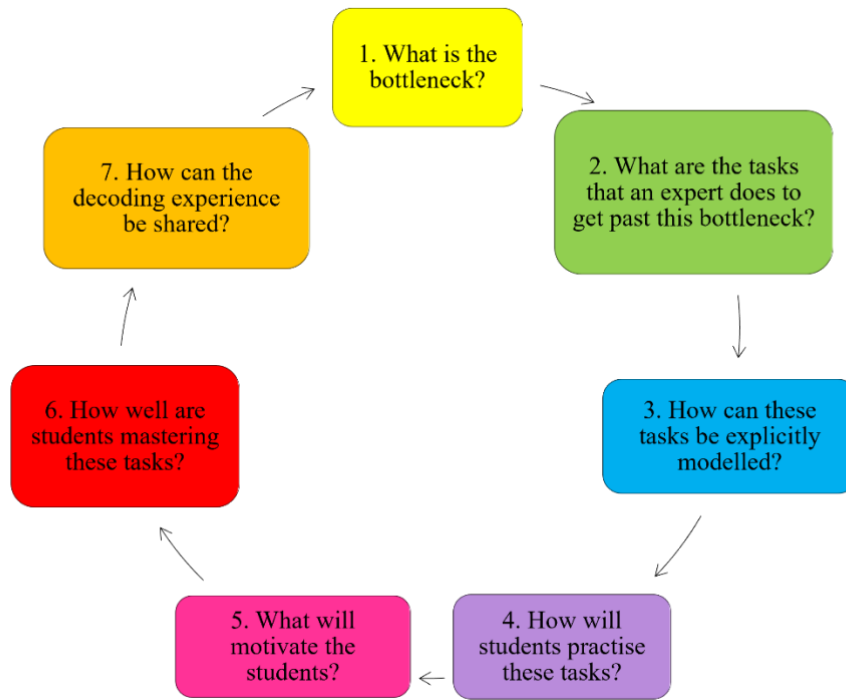 1. What is the
bottleneck?
2. What are the tasks
that an expert does to
get past this bottleneck?
3. How can these
tasks be explicitly
modelled?
4. How will
students practise
these tasks?
5. What will
motivate the
students?
6. How well are
students mastering
these tasks?
7. How can the
decoding experience
be shared?